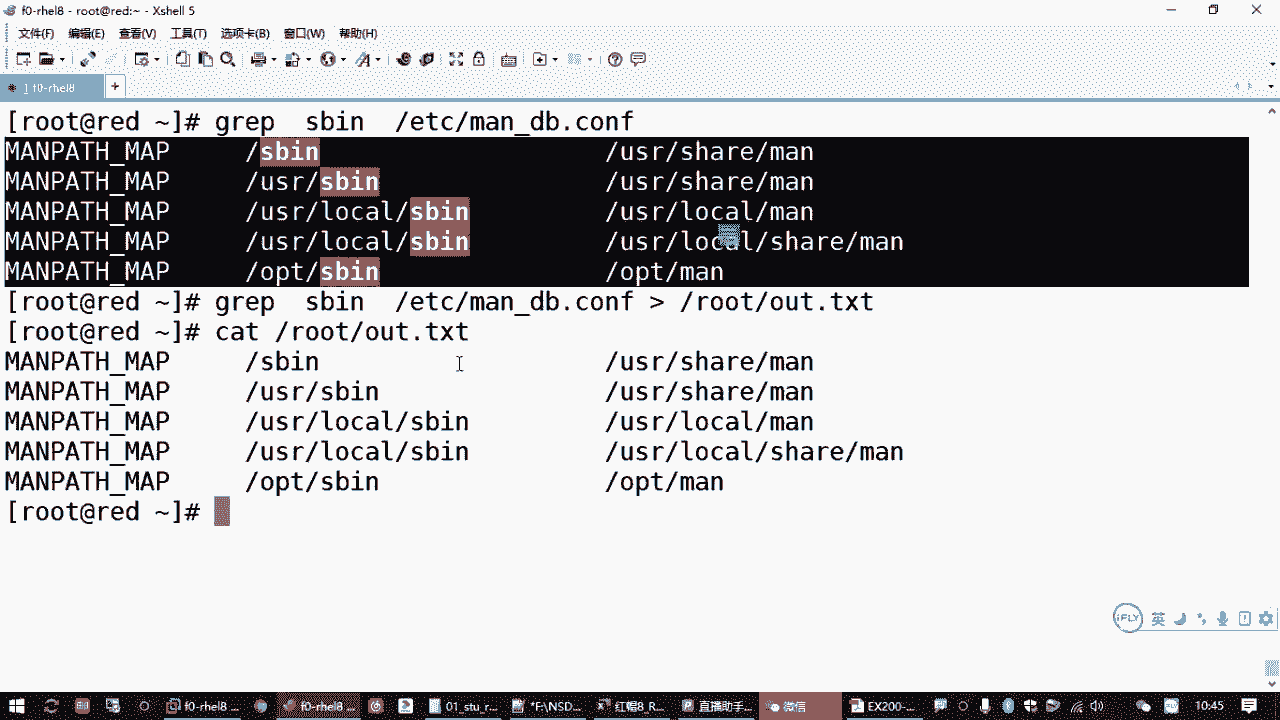 f0-rhel8 - root@red:~ - Xshell 5
文件(F) 编辑(E) 查看(V) 工具(T) 选项卡(B) 窗口(W) 帮助(H)
1 f0-rhel8 +
[root@red ~]# grep  sbin  /etc/man_db.conf
MANPATH_MAP     /sbin                   /usr/share/man
MANPATH_MAP     /usr/sbin               /usr/share/man
MANPATH_MAP     /usr/local/sbin         /usr/local/man
MANPATH_MAP     /usr/local/sbin         /usr/local/share/man
MANPATH_MAP     /opt/sbin               /opt/man
[root@red ~]# grep  sbin  /etc/man_db.conf > /root/out.txt
[root@red ~]# cat /root/out.txt
MANPATH_MAP     /sbin                   /usr/share/man
MANPATH_MAP     /usr/sbin               /usr/share/man
MANPATH_MAP     /usr/local/sbin         /usr/local/man
MANPATH_MAP     /usr/local/sbin         /usr/local/share/man
MANPATH_MAP     /opt/sbin               /opt/man
[root@red ~]#
iFLY 英
f0-rhel8 ... f0-rhel8 ... 01_stu_r... *F:\NSD... 红帽8_R... 直播助手... 微信 EX200-... 10:45